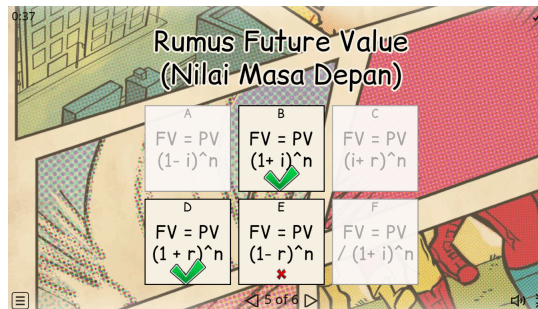 0:37
Rumus Future Value
(Nilai Masa Depan)
A
FV = PV
(1- i)^n
B
FV = PV
(1+ i)^n
C
FV = PV
(i+ r)^n
D
FV = PV
(1 + r)^n
E
FV = PV
(1- r)^n
F
FV = PV
/ (1+ i)^n
5 of 6